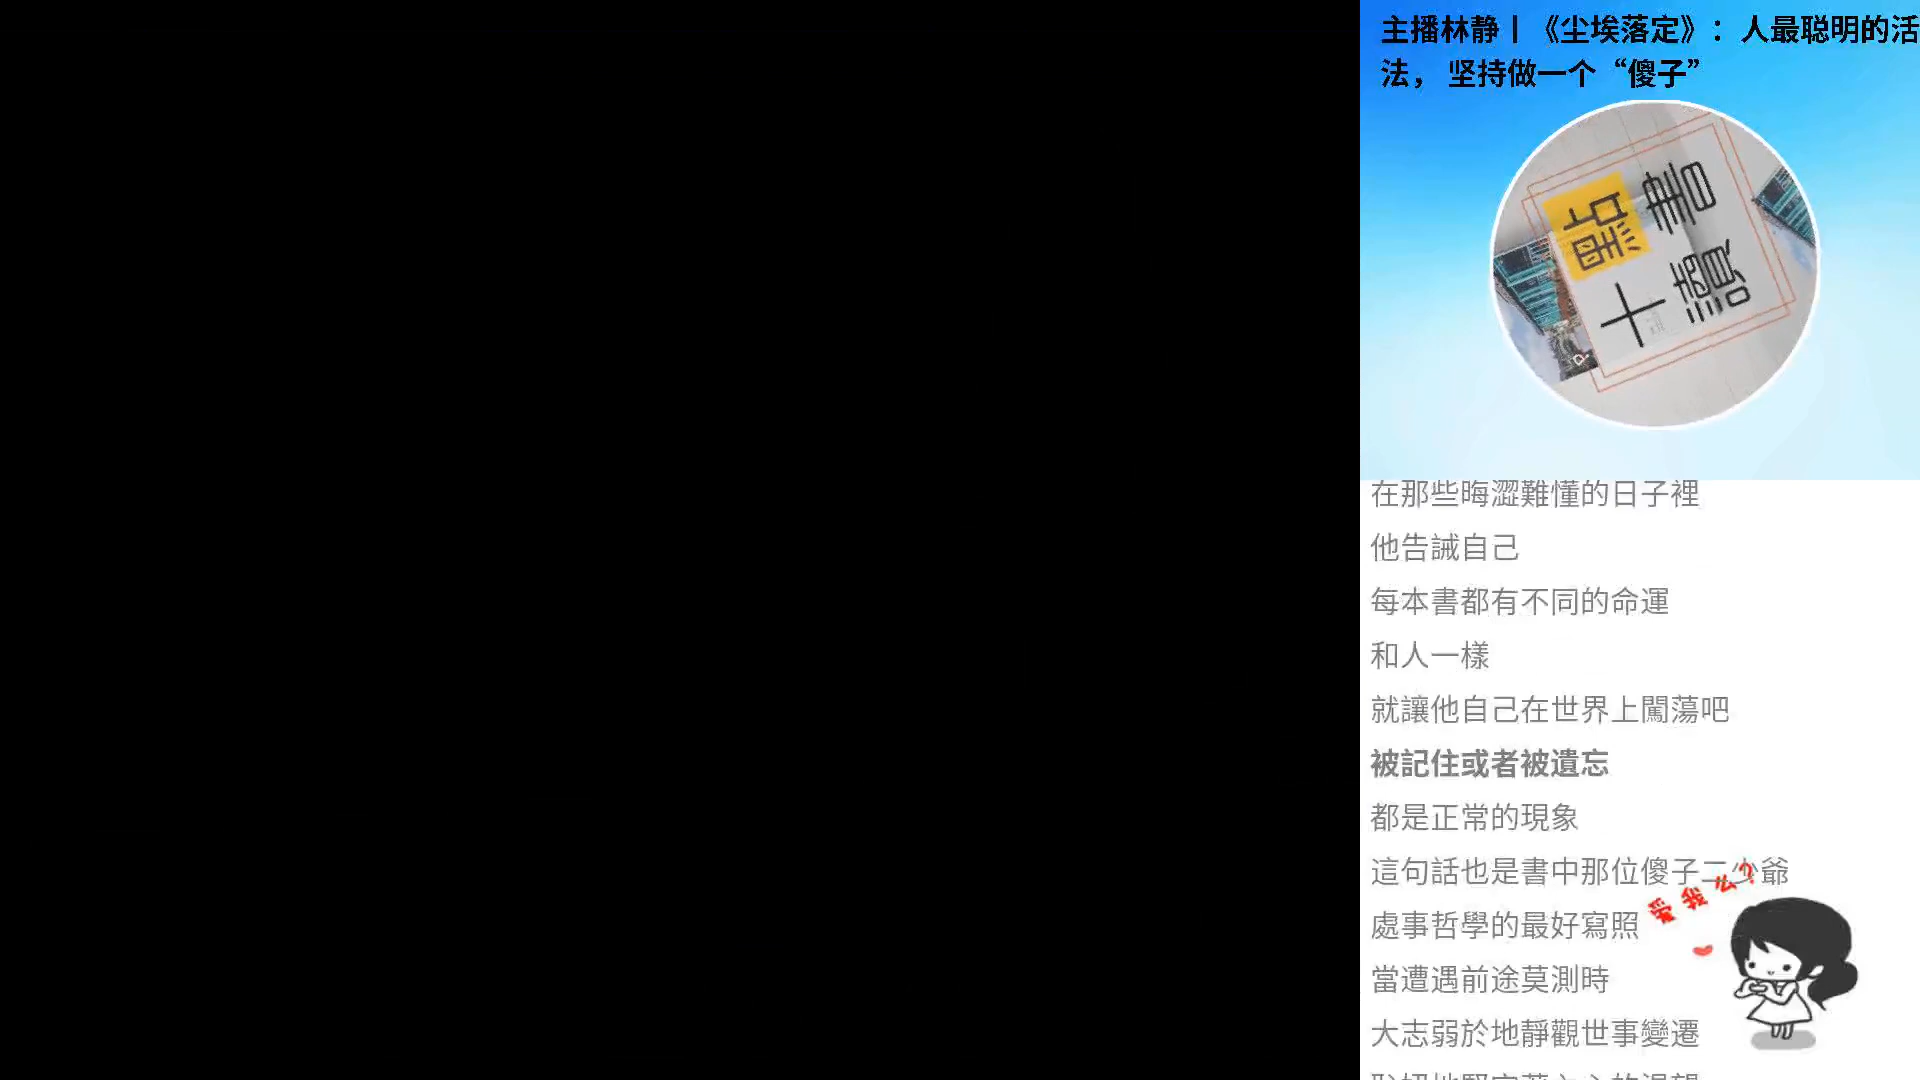 主播林静丨《尘埃落定》：人最聪明的活
法，坚持做一个“傻子”
十
讀
書
在那些晦澀難懂的日子裡
他告誡自己
每本書都有不同的命運
和人一樣
就讓他自己在世界上闖蕩吧
被記住或者被遺忘
都是正常的現象
這句話也是書中那位傻子二少爺
處事哲學的最好寫照
爱我么？
當遭遇前途莫測時
大志弱於地靜觀世事變遷